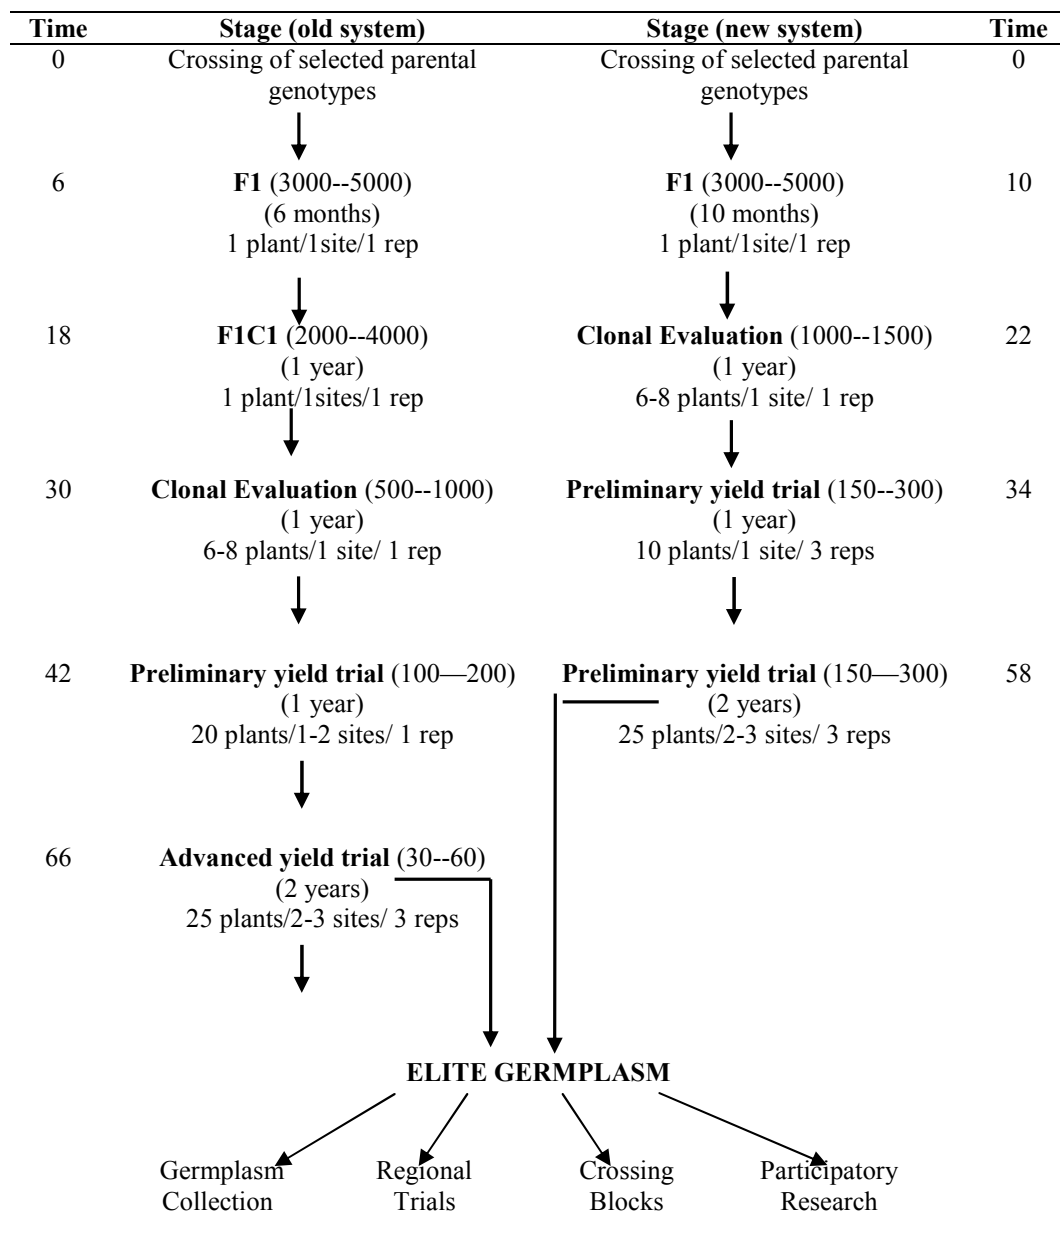 Time Stage (old system) Stage (new system) Time
0 Crossing of selected parental Crossing of selected parental 0
genotypes genotypes
6 F1 (3000--5000) F1 (3000--5000) 10
(6 months) (10 months)
1 plant/1site/1 rep 1 plant/1site/1 rep
18 F1C1 (2000--4000) Clonal Evaluation (1000--1500) 22
(1 year) (1 year)
1 plant/1sites/1 rep 6-8 plants/1 site/ 1 rep
30 Clonal Evaluation (500--1000) Preliminary yield trial (150--300) 34
(1 year) (1 year)
6-8 plants/1 site/ 1 rep 10 plants/1 site/ 3 reps
42 Preliminary yield trial (100—200) Preliminary yield trial (150—300) 58
(1 year) (2 years)
20 plants/1-2 sites/ 1 rep 25 plants/2-3 sites/ 3 reps
66 Advanced yield trial (30--60)
(2 years)
25 plants/2-3 sites/ 3 reps
ELITE GERMPLASM
Germplasm Regional Crossing Participatory
Collection Trials Blocks Research